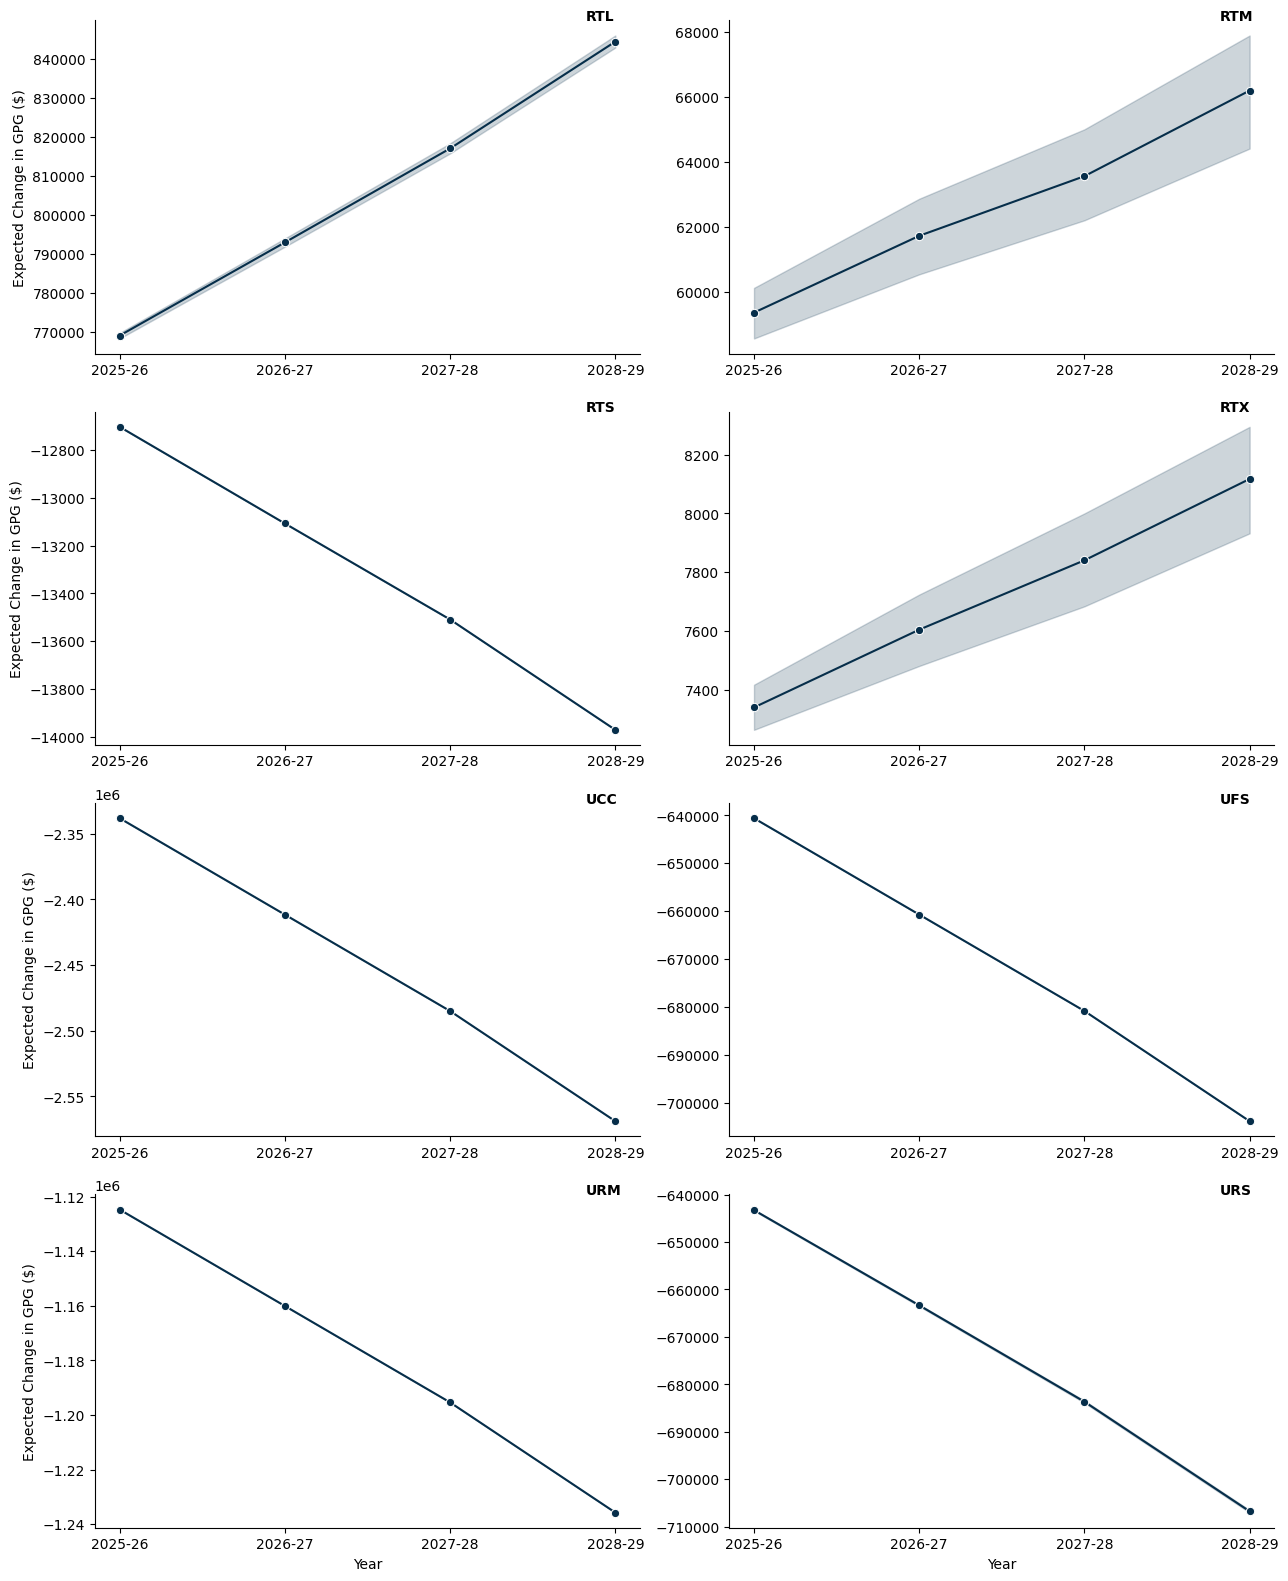 RTL
Expected Change in GPG ($)
840000
830000
820000
810000
800000
790000
780000
770000
2025-26 2026-27 2027-28 2028-29
RTM
68000
66000
64000
62000
60000
2025-26 2026-27 2027-28 2028-29
RTS
Expected Change in GPG ($)
−12800
−13000
−13200
−13400
−13600
−13800
−14000
2025-26 2026-27 2027-28 2028-29
RTX
8200
8000
7800
7600
7400
2025-26 2026-27 2027-28 2028-29
1e6
UCC
Expected Change in GPG ($)
−2.35
−2.40
−2.45
−2.50
−2.55
2025-26 2026-27 2027-28 2028-29
UFS
−640000
−650000
−660000
−670000
−680000
−690000
−700000
2025-26 2026-27 2027-28 2028-29
1e6
URM
Expected Change in GPG ($)
−1.12
−1.14
−1.16
−1.18
−1.20
−1.22
−1.24
2025-26 2026-27 2027-28 2028-29
Year
URS
−640000
−650000
−660000
−670000
−680000
−690000
−700000
−710000
2025-26 2026-27 2027-28 2028-29
Year